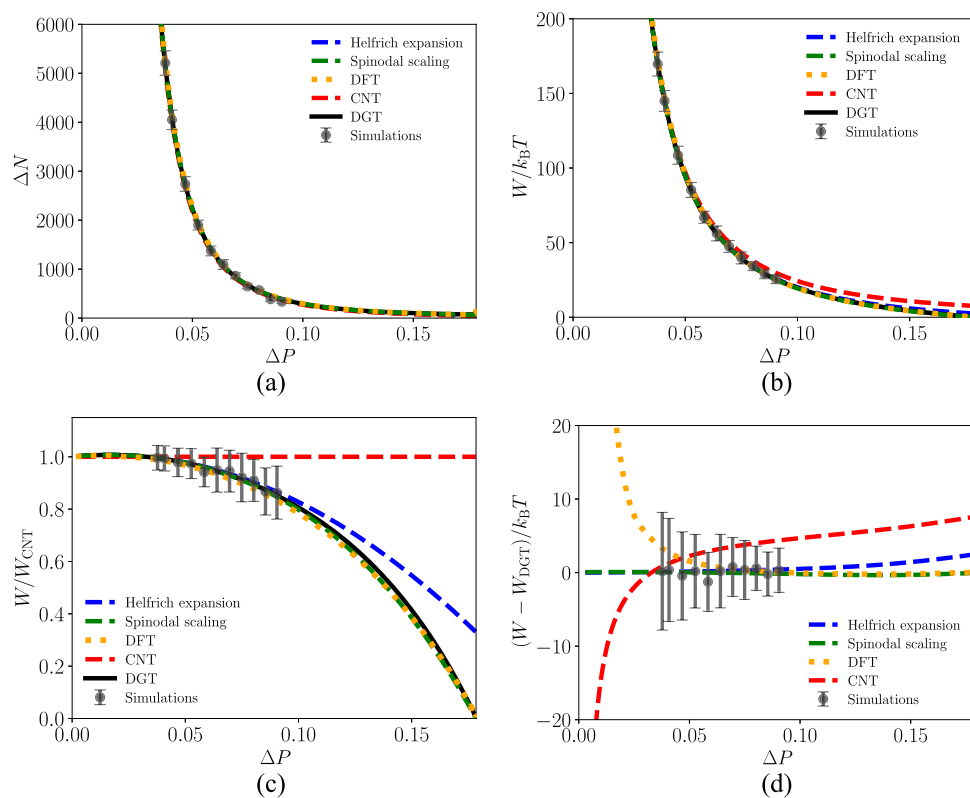 6000
5000
4000
3000
2000
1000
0
ΔN
0.00 0.05 0.10 0.15
ΔP
Helfrich expansion
Spinodal scaling
DFT
CNT
DGT
Simulations
(a)
200
150
100
50
0
W/k_BT
0.00 0.05 0.10 0.15
ΔP
Helfrich expansion
Spinodal scaling
DFT
CNT
DGT
Simulations
(b)
1.0
0.8
0.6
0.4
0.2
0.0
W/W_CNT
0.00 0.05 0.10 0.15
ΔP
Helfrich expansion
Spinodal scaling
DFT
CNT
DGT
Simulations
(c)
20
10
0
−10
−20
(W − W_DGT)/k_BT
0.00 0.05 0.10 0.15
ΔP
Helfrich expansion
Spinodal scaling
DFT
CNT
DGT
Simulations
(d)